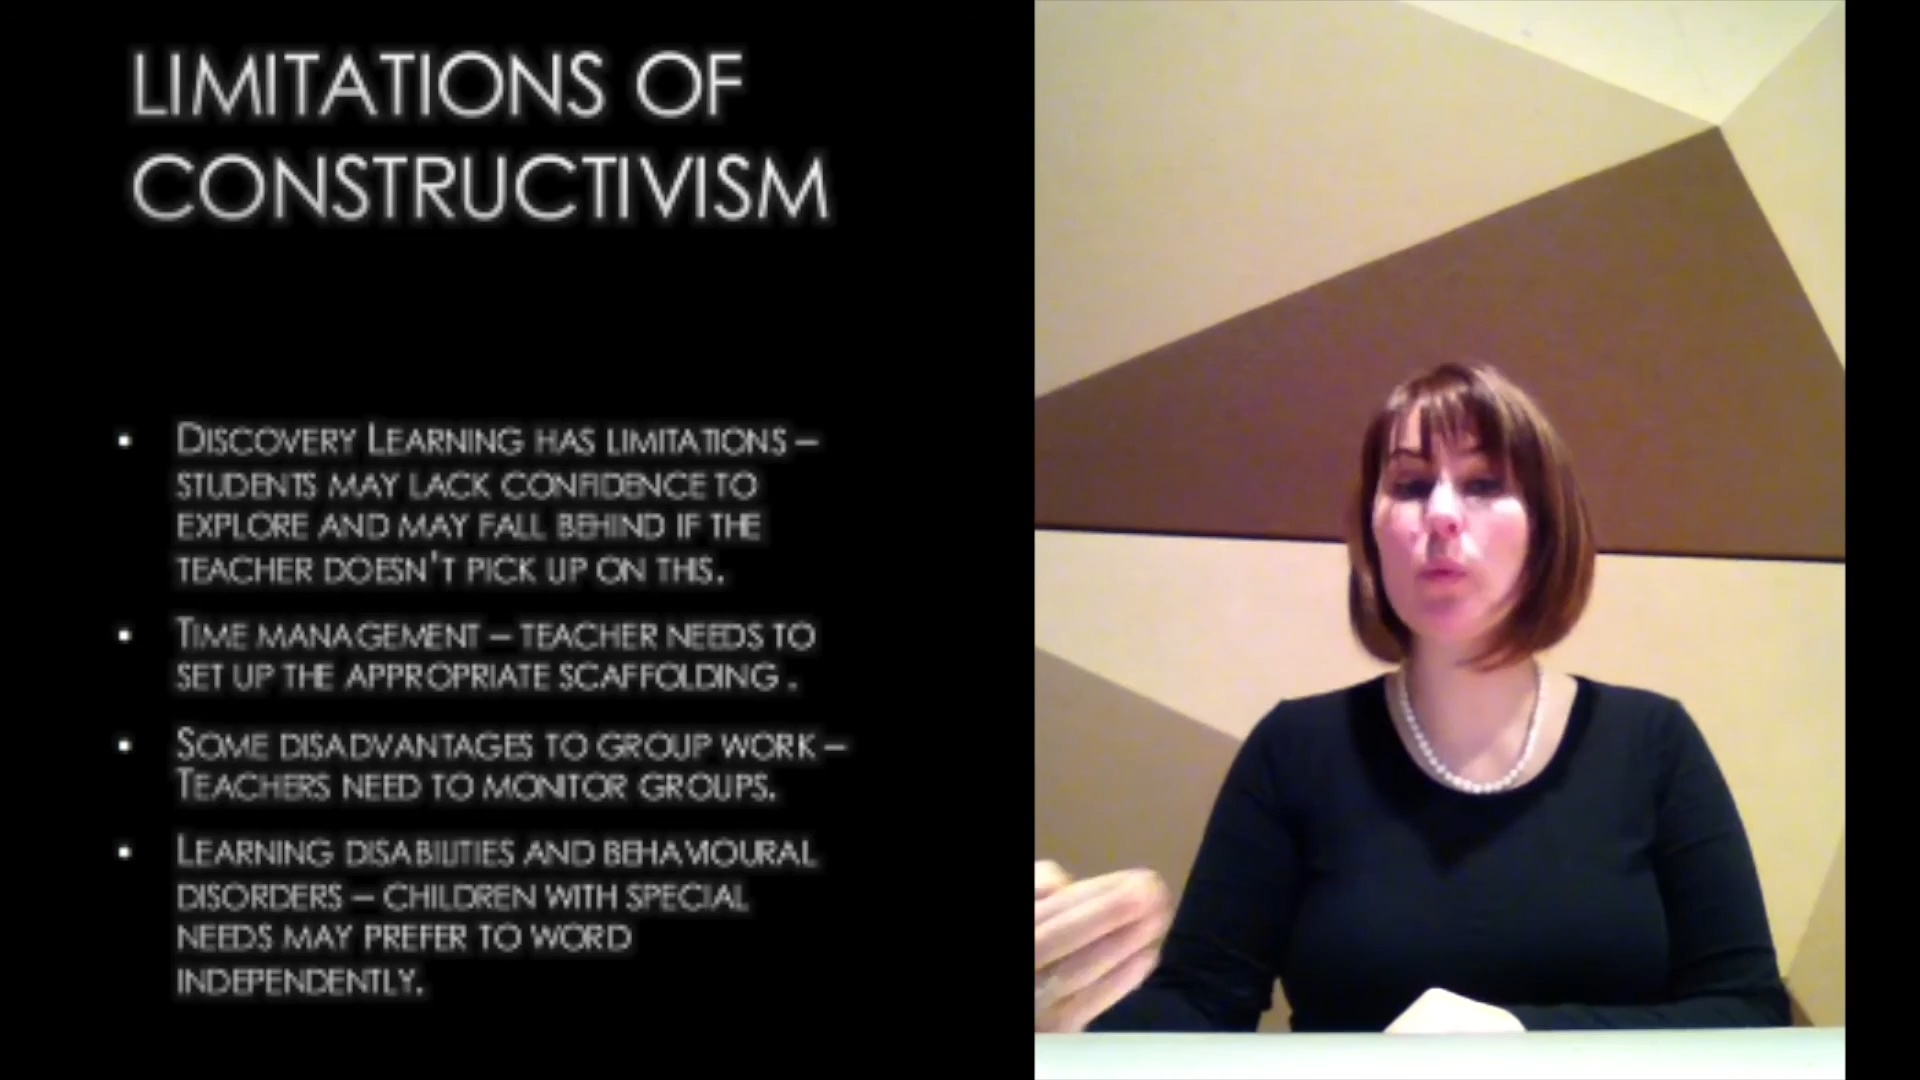 LIMITATIONS OF
CONSTRUCTIVISM
▪ DISCOVERY LEARNING HAS LIMITATIONS –
STUDENTS MAY LACK CONFIDENCE TO
EXPLORE AND MAY FALL BEHIND IF THE
TEACHER DOESN'T PICK UP ON THIS.
▪ TIME MANAGEMENT – TEACHER NEEDS TO
SET UP THE APPROPRIATE SCAFFOLDING .
▪ SOME DISADVANTAGES TO GROUP WORK –
TEACHERS NEED TO MONITOR GROUPS.
▪ LEARNING DISABILITIES AND BEHAVIOURAL
DISORDERS – CHILDREN WITH SPECIAL
NEEDS MAY PREFER TO WORD
INDEPENDENTLY.